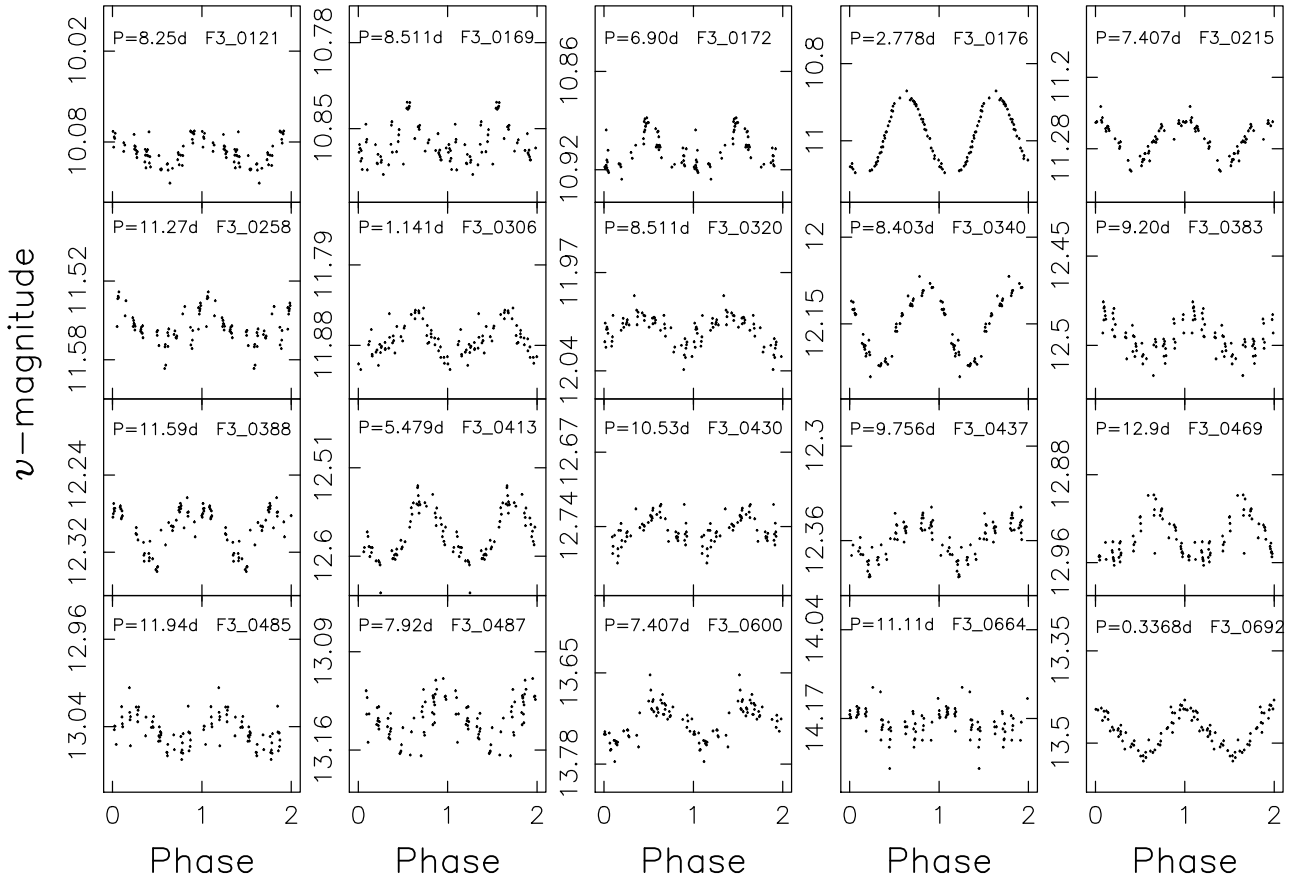 P=8.25d F3_0121
P=8.511d F3_0169
P=6.90d F3_0172
P=2.778d F3_0176
P=7.407d F3_0215
10.02
10.08
10.78
10.85
10.86
10.92
10.8
11
11.2
11.28
P=11.27d F3_0258
P=1.141d F3_0306
P=8.511d F3_0320
P=8.403d F3_0340
P=9.20d F3_0383
11.52
11.58
11.79
11.88
11.97
12.04
12
12.15
12.45
12.5
v-magnitude
P=11.59d F3_0388
P=5.479d F3_0413
P=10.53d F3_0430
P=9.756d F3_0437
P=12.9d F3_0469
12.24
12.32
12.51
12.6
12.67
12.74
12.3
12.36
12.88
12.96
P=11.94d F3_0485
P=7.92d F3_0487
P=7.407d F3_0600
P=11.11d F3_0664
P=0.3368d F3_0692
12.96
13.04
13.09
13.16
13.65
13.78
14.04
14.17
13.35
13.5
0 1 2 0 1 2 0 1 2 0 1 2 0 1 2
Phase Phase Phase Phase Phase